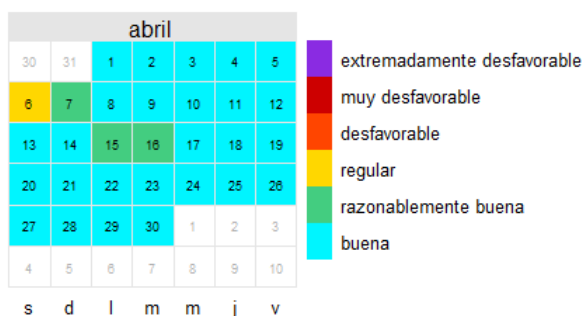 abril
30 31 1 2 3 4 5
6 7 8 9 10 11 12
13 14 15 16 17 18 19
20 21 22 23 24 25 26
27 28 29 30 1 2 3
4 5 6 7 8 9 10
s d l m m j v
extremadamente desfavorable
muy desfavorable
desfavorable
regular
razonablemente buena
buena